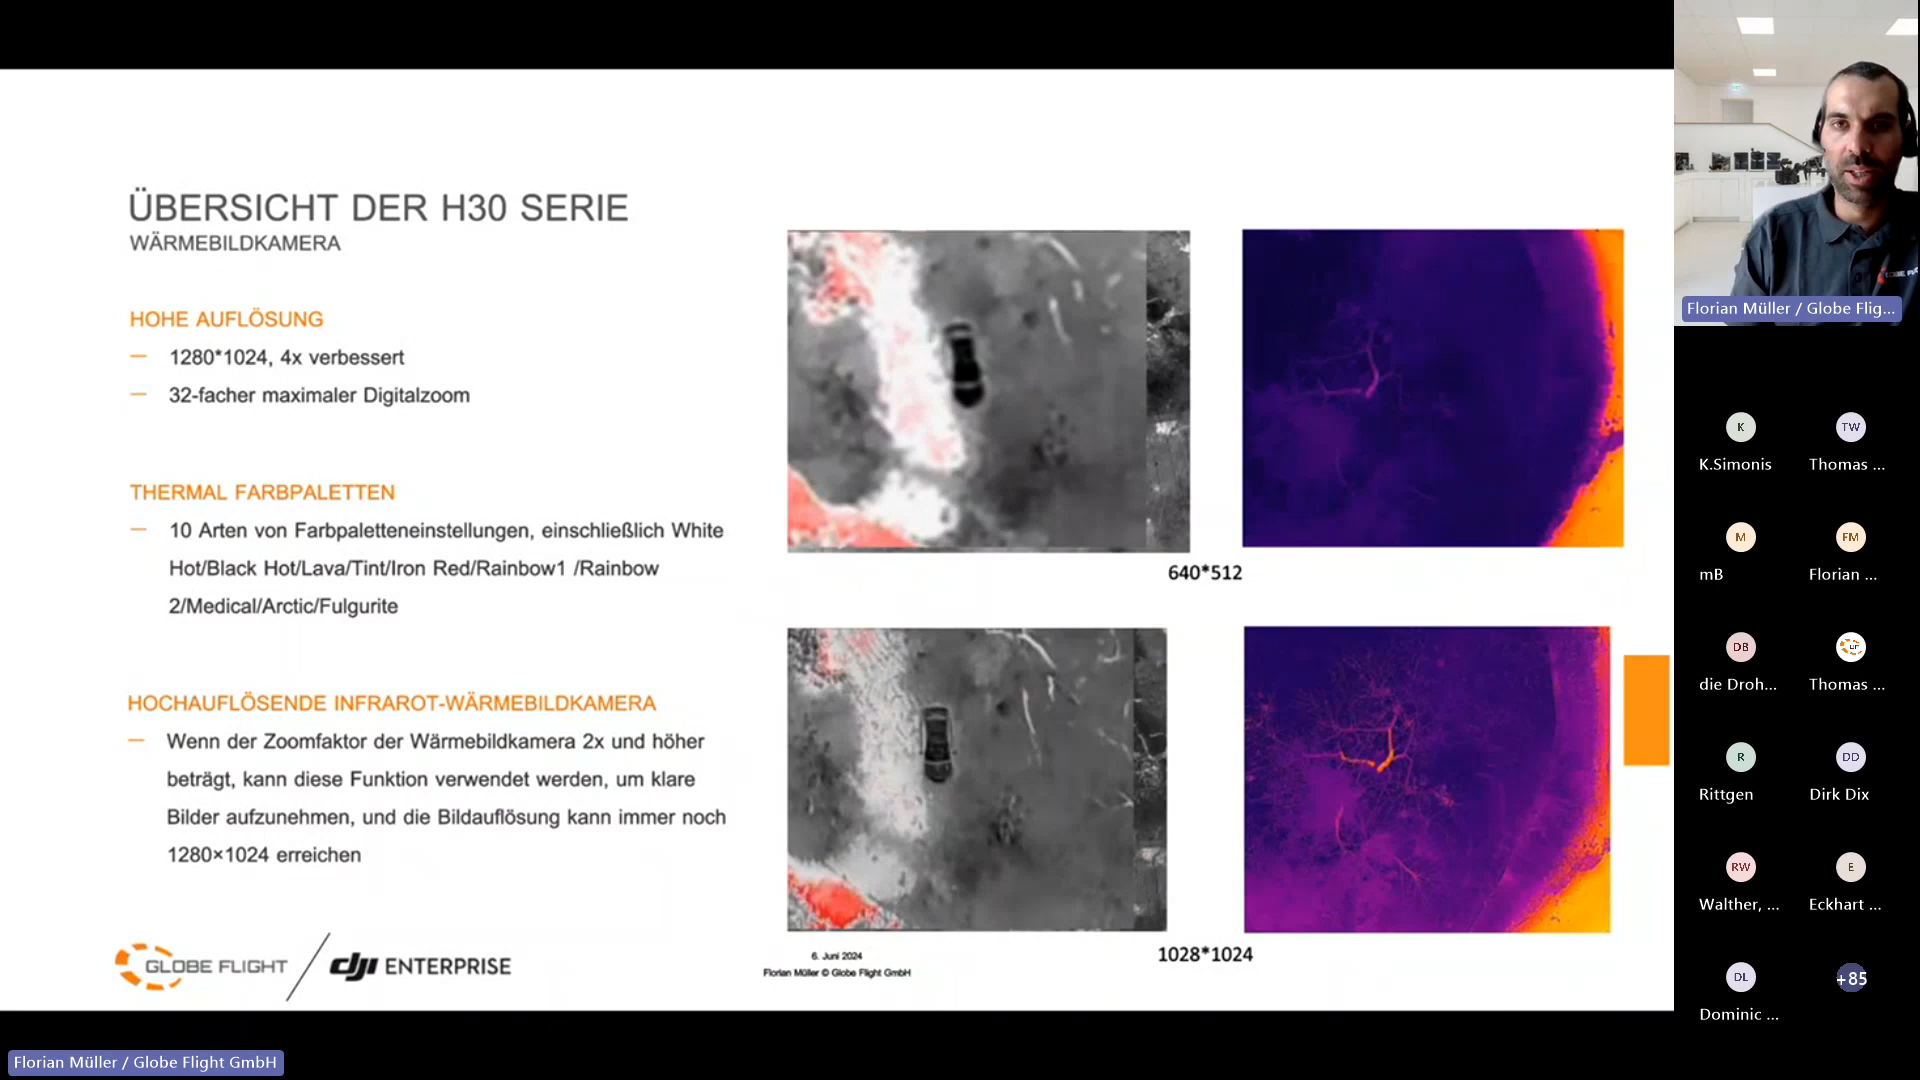 ÜBERSICHT DER H30 SERIE
WÄRMEBILDKAMERA
HOHE AUFLÖSUNG
— 1280*1024, 4x verbessert
— 32-facher maximaler Digitalzoom
THERMAL FARBPALETTEN
— 10 Arten von Farbpaletteneinstellungen, einschließlich White
Hot/Black Hot/Lava/Tint/Iron Red/Rainbow1 /Rainbow
2/Medical/Arctic/Fulgurite
HOCHAUFLÖSENDE INFRAROT-WÄRMEBILDKAMERA
— Wenn der Zoomfaktor der Wärmebildkamera 2x und höher
beträgt, kann diese Funktion verwendet werden, um klare
Bilder aufzunehmen, und die Bildauflösung kann immer noch
1280×1024 erreichen
640*512
1028*1024
GLOBE FLIGHT
dji ENTERPRISE
6. Juni 2024
Florian Müller © Globe Flight GmbH
Florian Müller / Globe Flight GmbH
Florian Müller / Globe Flig...
K
TW
K.Simonis
Thomas ...
M
FM
mB
Florian ...
DB
die Droh...
Thomas ...
R
DD
Rittgen
Dirk Dix
RW
E
Walther, ...
Eckhart ...
DL
+85
Dominic ...